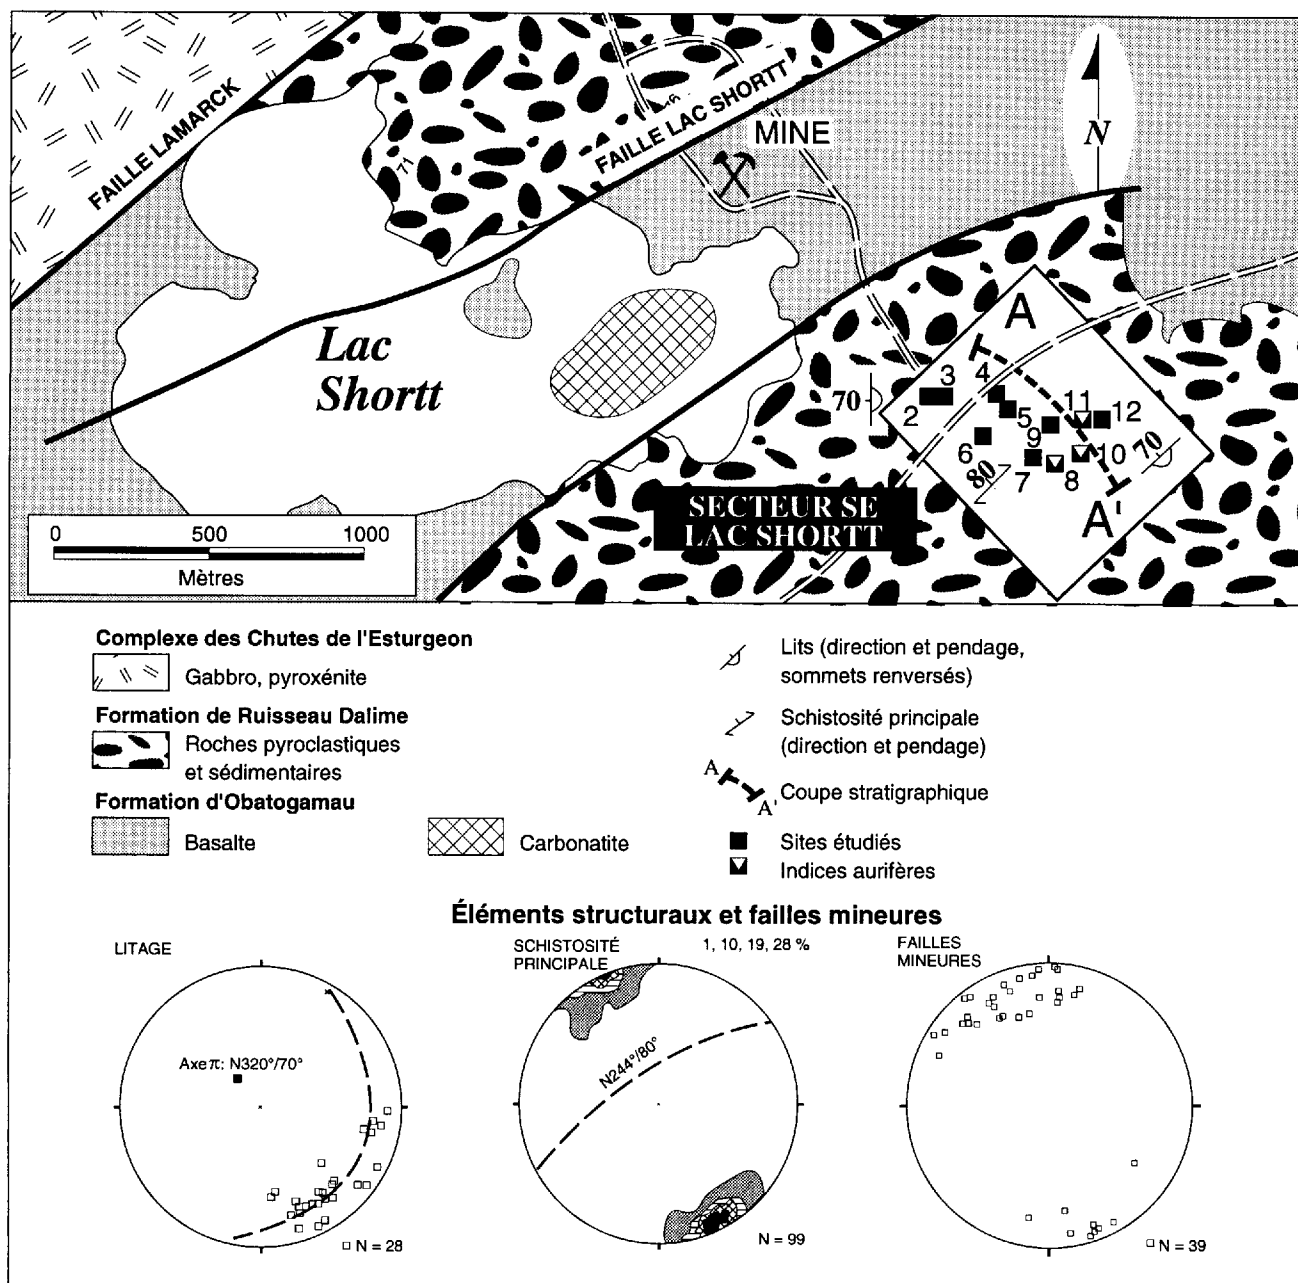 FAILLE LAMARCK
FAILLE LAC SHORTT
MINE
N
71
Lac
Shortt
A
3
4
70
2
5
11
12
9
6
10
70
80
7
8
A'
SECTEUR SE
LAC SHORTT
0 500 1000
Mètres
Complexe des Chutes de l'Esturgeon
Gabbro, pyroxénite
Formation de Ruisseau Dalime
Roches pyroclastiques
et sédimentaires
Formation d'Obatogamau
Basalte
Carbonatite
Lits (direction et pendage,
sommets renversés)
Schistosité principale
(direction et pendage)
A
A'
Coupe stratigraphique
Sites étudiés
Indices aurifères
Éléments structuraux et failles mineures
LITAGE
Axe π: N320°/70°
N = 28
SCHISTOSITÉ
PRINCIPALE
1, 10, 19, 28 %
N244°/80°
N = 99
FAILLES
MINEURES
N = 39